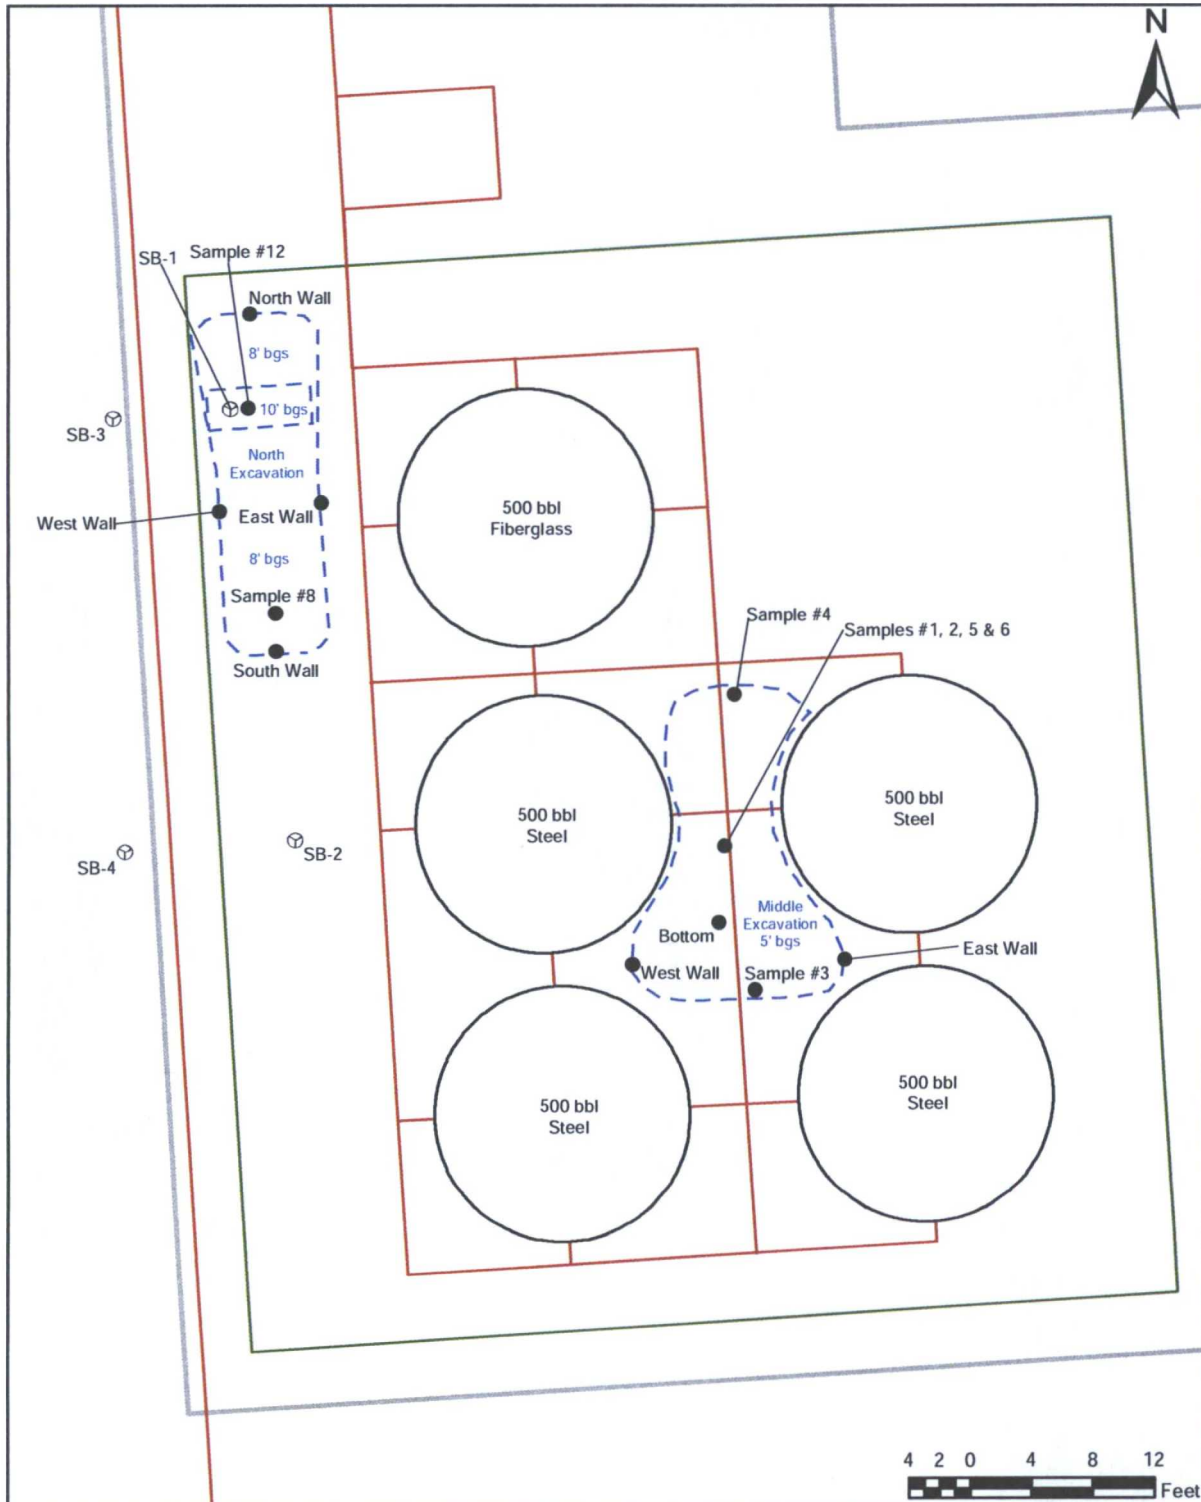 N
SB-1
Sample #12
North Wall
8' bgs
10' bgs
SB-3
North
Excavation
West Wall
East Wall
8' bgs
Sample #8
South Wall
500 bbl
Fiberglass
Sample #4
Samples #1, 2, 5 & 6
500 bbl
Steel
500 bbl
Steel
SB-4
SB-2
Middle
Excavation
5' bgs
Bottom
East Wall
West Wall
Sample #3
500 bbl
Steel
500 bbl
Steel
4 2 0 4 8 12
Feet